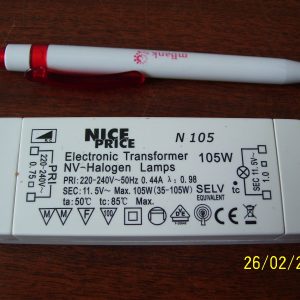 mBank
NICE
PRICE
N 105
Electronic Transformer 105W
NV-Halogen Lamps
PRI:220-240V~50Hz 0.44A λ: 0.98
SEC: 11.5V~ Max. 105W(35-105W) SELV
ta:50°C tc:85°C Max. EQUIVALENT
PRI
220-240V~
0.75
M M F 100
tc
SEC 11.5V~
1.0
26/02/2